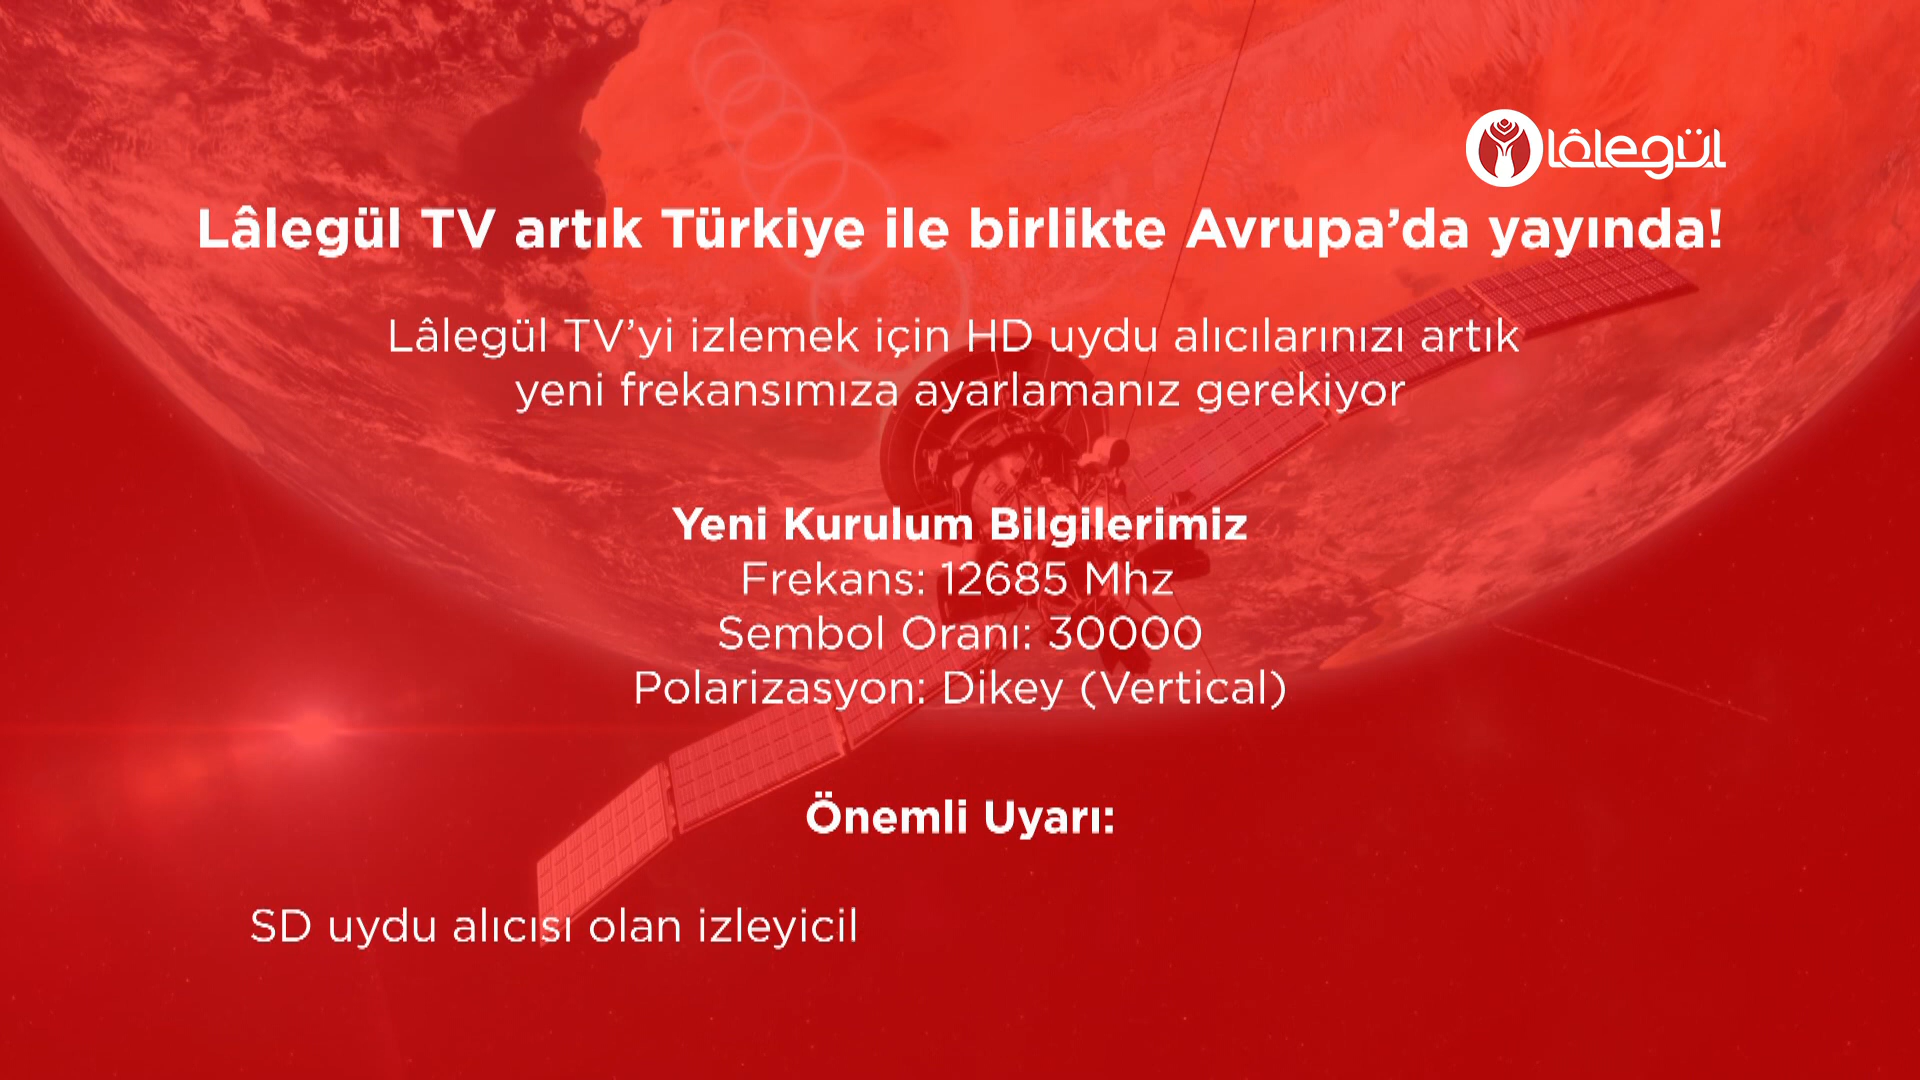 lâlegül
Lâlegül TV artık Türkiye ile birlikte Avrupa’da yayında!
Lâlegül TV’yi izlemek için HD uydu alıcılarınızı artık
yeni frekansımıza ayarlamanız gerekiyor
Yeni Kurulum Bilgilerimiz
Frekans: 12685 Mhz
Sembol Oranı: 30000
Polarizasyon: Dikey (Vertical)
Önemli Uyarı:
SD uydu alıcısı olan izleyicil